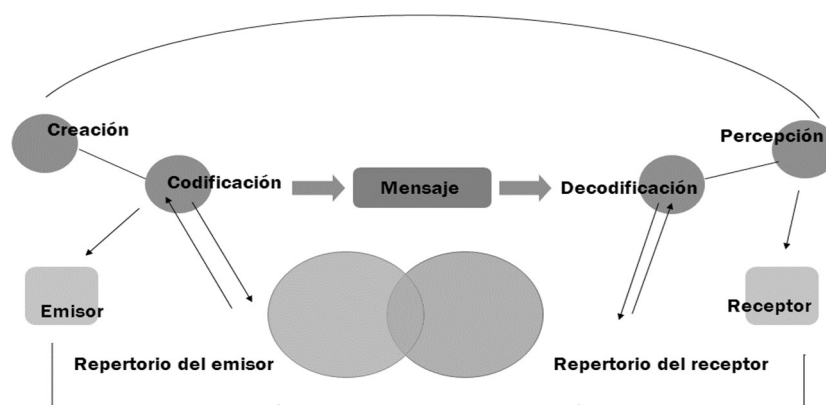 Creación
Percepción
Codificación
Mensaje
Decodificación
Emisor
Receptor
Repertorio del emisor
Repertorio del receptor